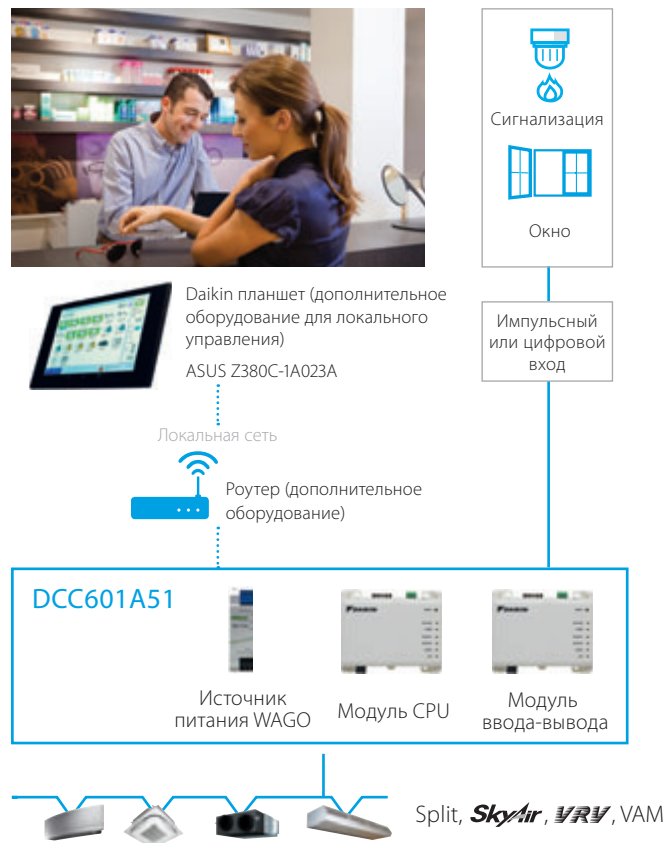 Сигнализация
Окно
Daikin планшет (дополнительное
оборудование для локального
управления)
ASUS Z380C-1A023A
Импульсный
или цифровой
вход
Локальная сеть
Роутер (дополнительное
оборудование)
DCC601A51
Источник
питания WAGO
Модуль CPU
Модуль
ввода-вывода
Split, SkyAir, VRV, VAM